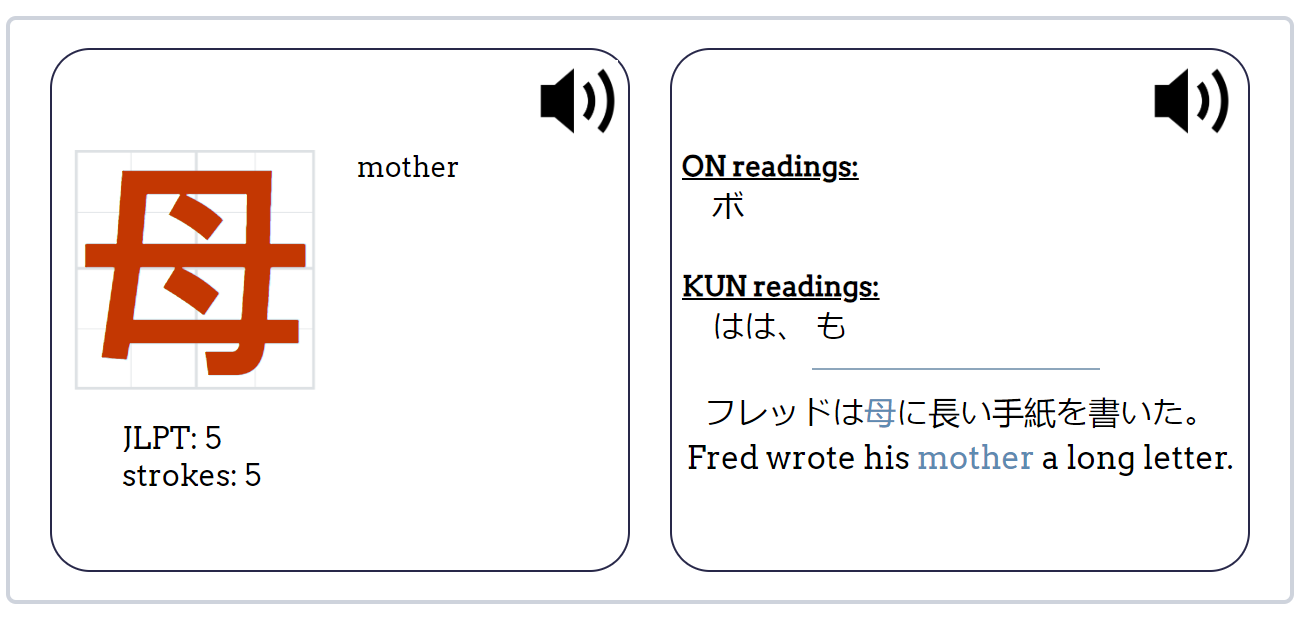 母
mother
JLPT: 5
strokes: 5
ON readings:
ボ
KUN readings:
はは、 も
フレッドは母に長い手紙を書いた。
Fred wrote his mother a long letter.